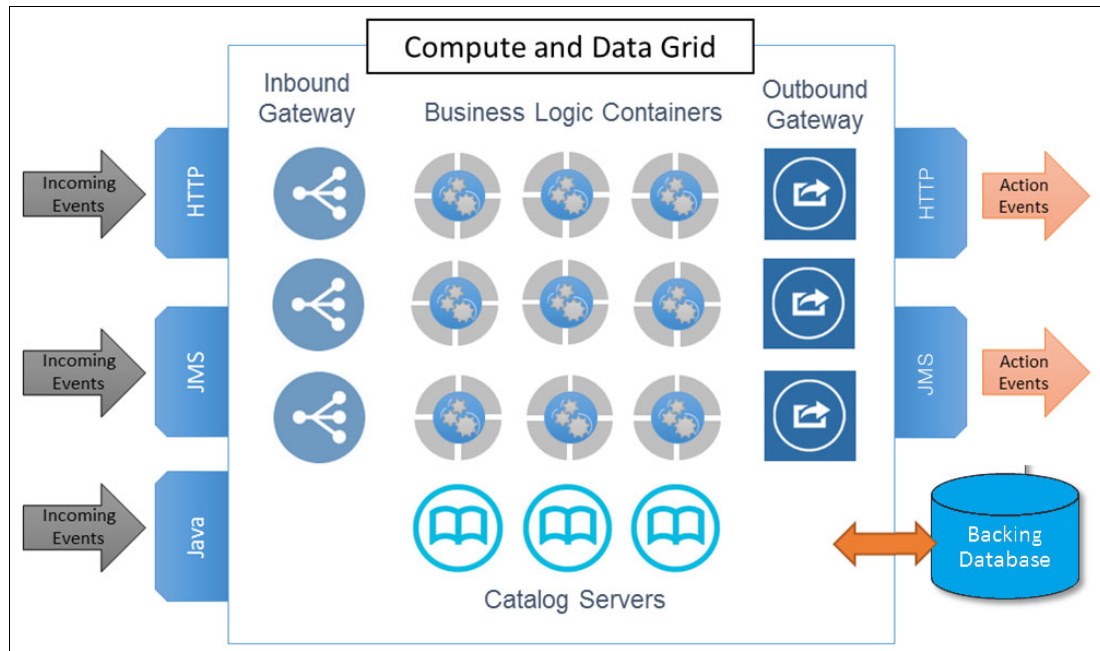 Compute and Data Grid
Inbound
Gateway
Business Logic Containers
Outbound
Gateway
Incoming
Events
HTTP
HTTP
Action
Events
Incoming
Events
JMS
JMS
Action
Events
Incoming
Events
Java
Backing
Database
Catalog Servers